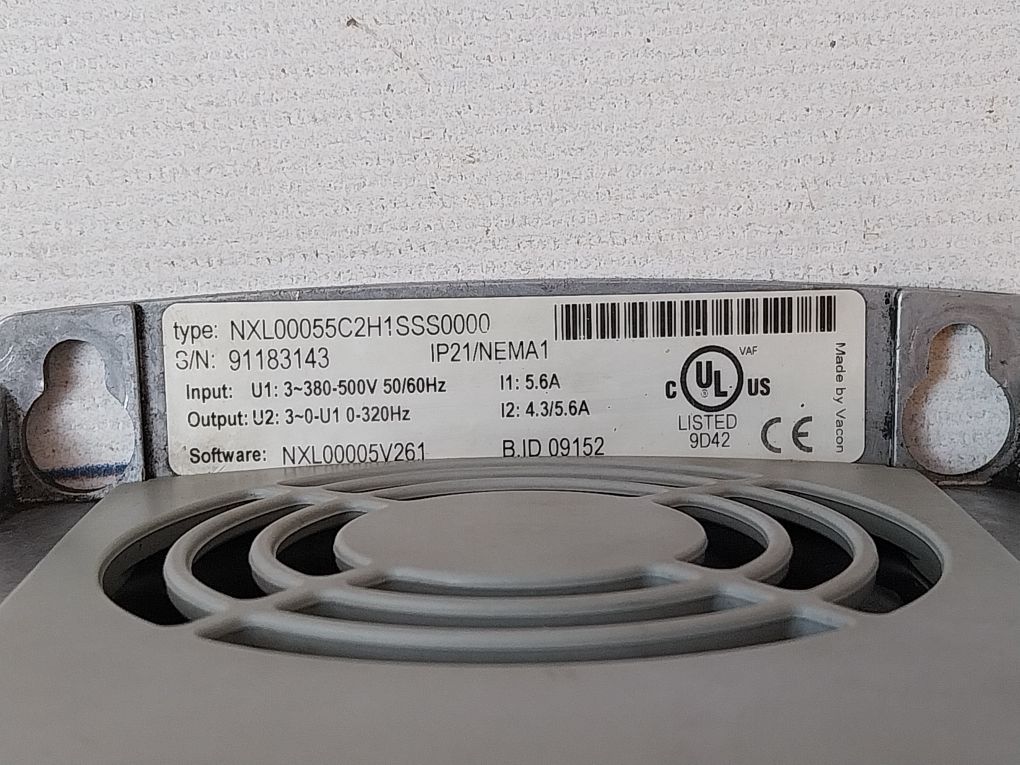 type: NXL00055C2H1SSS0000
S/N: 91183143 IP21/NEMA1
Input: U1: 3~380-500V 50/60Hz I1: 5.6A
Output: U2: 3~0-U1 0-320Hz I2: 4.3/5.6A
Software: NXL00005V261 B.ID 09152
VAF
C UL ® US
LISTED
9D42
CE
Made by Vacon